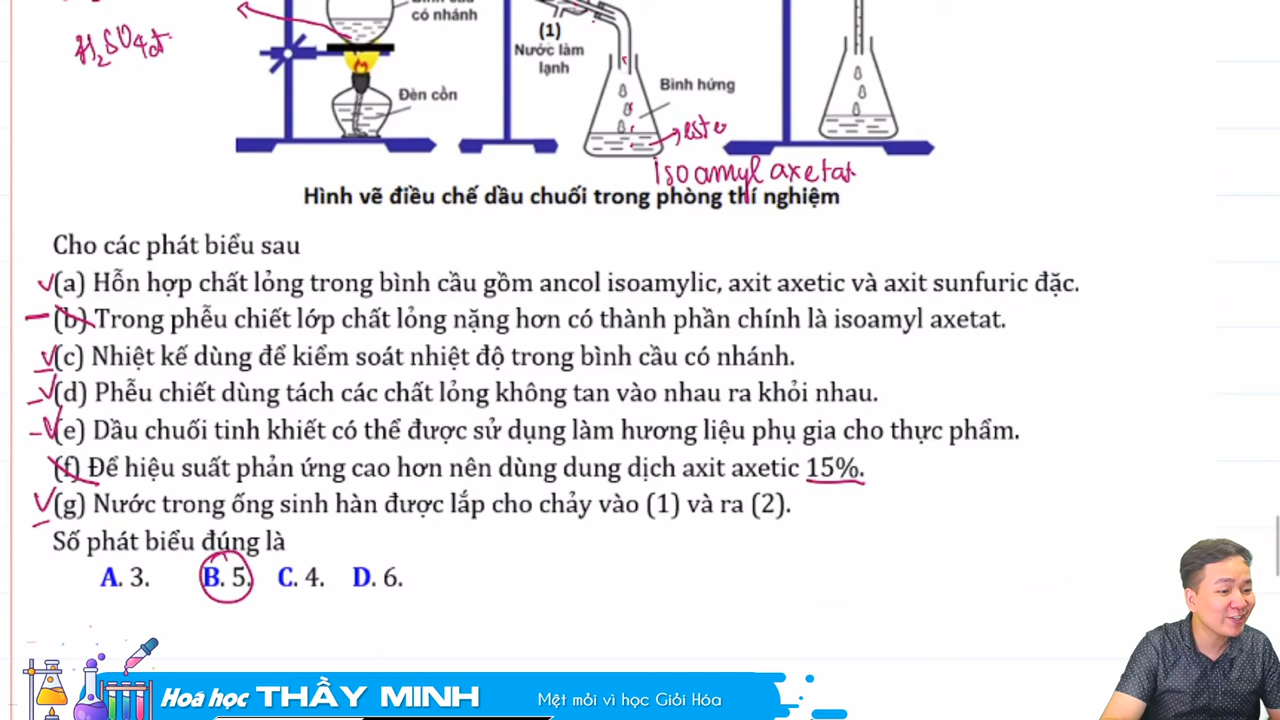 Bình cầu
có nhánh
H₂SO₄đ
(1)
Nước làm
lạnh
Đèn cồn
Bình hứng
este
isoamyl axetat
Hình vẽ điều chế dầu chuối trong phòng thí nghiệm
Cho các phát biểu sau
(a) Hỗn hợp chất lỏng trong bình cầu gồm ancol isoamylic, axit axetic và axit sunfuric đặc.
(b) Trong phễu chiết lớp chất lỏng nặng hơn có thành phần chính là isoamyl axetat.
(c) Nhiệt kế dùng để kiểm soát nhiệt độ trong bình cầu có nhánh.
(d) Phễu chiết dùng tách các chất lỏng không tan vào nhau ra khỏi nhau.
(e) Dầu chuối tinh khiết có thể được sử dụng làm hương liệu phụ gia cho thực phẩm.
(f) Để hiệu suất phản ứng cao hơn nên dùng dung dịch axit axetic 15%.
(g) Nước trong ống sinh hàn được lắp cho chảy vào (1) và ra (2).
Số phát biểu đúng là
A. 3. B. 5. C. 4. D. 6.
Hoá học THẦY MINH Mệt mỏi vì học Giỏi Hóa